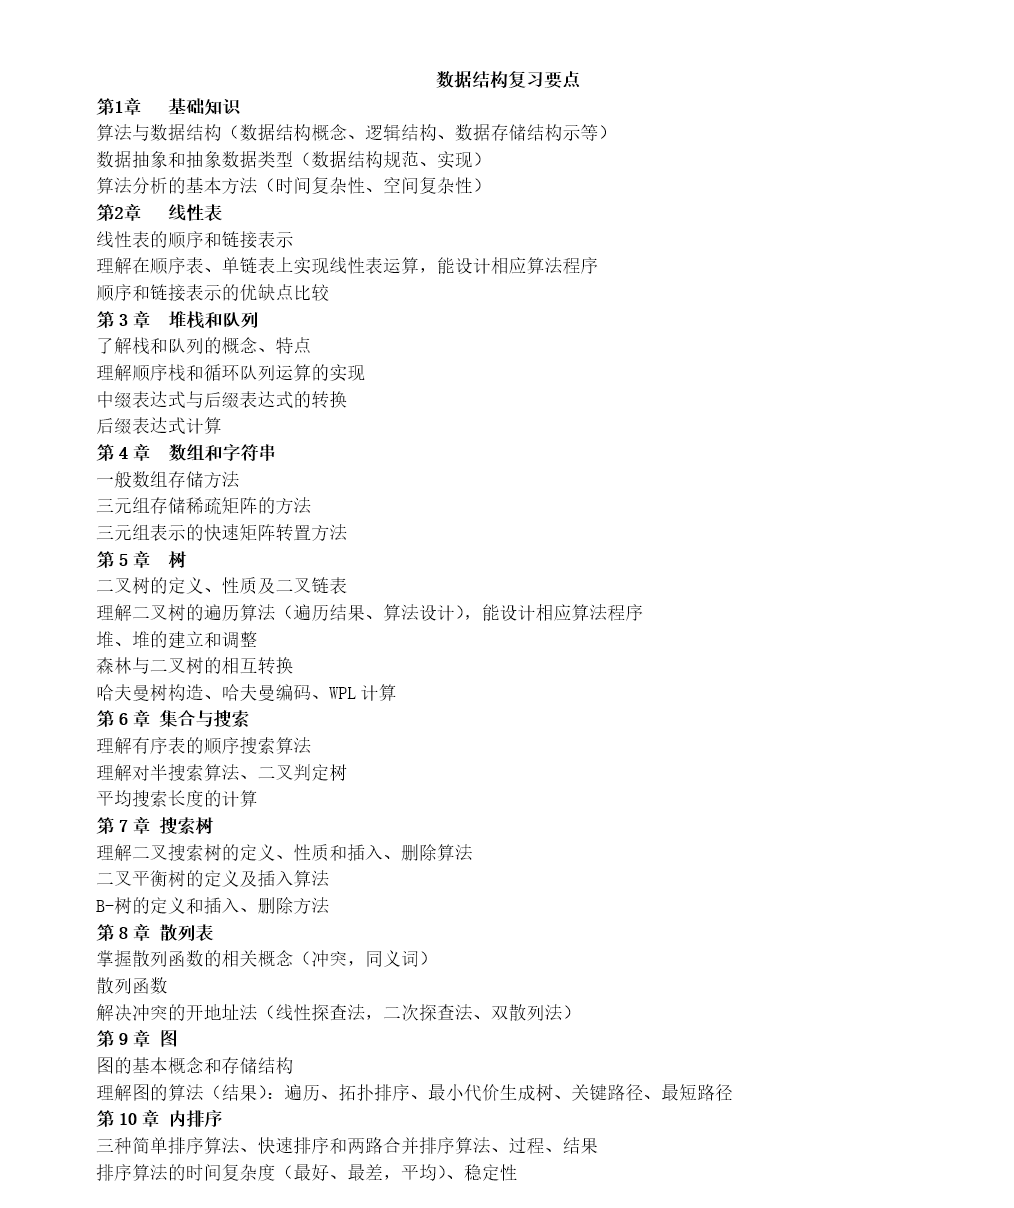 数据结构复习要点
第1章 基础知识
算法与数据结构（数据结构概念、逻辑结构、数据存储结构示等）
数据抽象和抽象数据类型（数据结构规范、实现）
算法分析的基本方法（时间复杂性、空间复杂性）
第2章 线性表
线性表的顺序和链接表示
理解在顺序表、单链表上实现线性表运算，能设计相应算法程序
顺序和链接表示的优缺点比较
第 3 章 堆栈和队列
了解栈和队列的概念、特点
理解顺序栈和循环队列运算的实现
中缀表达式与后缀表达式的转换
后缀表达式计算
第 4 章 数组和字符串
一般数组存储方法
三元组存储稀疏矩阵的方法
三元组表示的快速矩阵转置方法
第 5 章 树
二叉树的定义、性质及二叉链表
理解二叉树的遍历算法（遍历结果、算法设计），能设计相应算法程序
堆、堆的建立和调整
森林与二叉树的相互转换
哈夫曼树构造、哈夫曼编码、WPL 计算
第 6 章 集合与搜索
理解有序表的顺序搜索算法
理解对半搜索算法、二叉判定树
平均搜索长度的计算
第 7 章 搜索树
理解二叉搜索树的定义、性质和插入、删除算法
二叉平衡树的定义及插入算法
B-树的定义和插入、删除方法
第 8 章 散列表
掌握散列函数的相关概念（冲突，同义词）
散列函数
解决冲突的开地址法（线性探查法，二次探查法、双散列法）
第 9 章 图
图的基本概念和存储结构
理解图的算法（结果）：遍历、拓扑排序、最小代价生成树、关键路径、最短路径
第 10 章 内排序
三种简单排序算法、快速排序和两路合并排序算法、过程、结果
排序算法的时间复杂度（最好、最差，平均）、稳定性